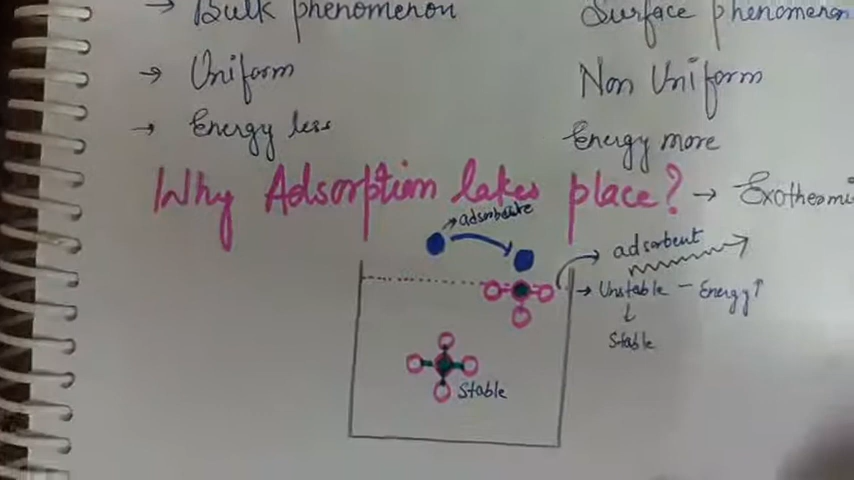 → Bulk phenomenon
Surface phenomenon
→ Uniform
Non Uniform
→ Energy less
Energy more
Why Adsorption takes place? → Exothermi
→ adsorbate
→ adsorbent
→ Unstable - Energy↑
↓
Stable
Stable